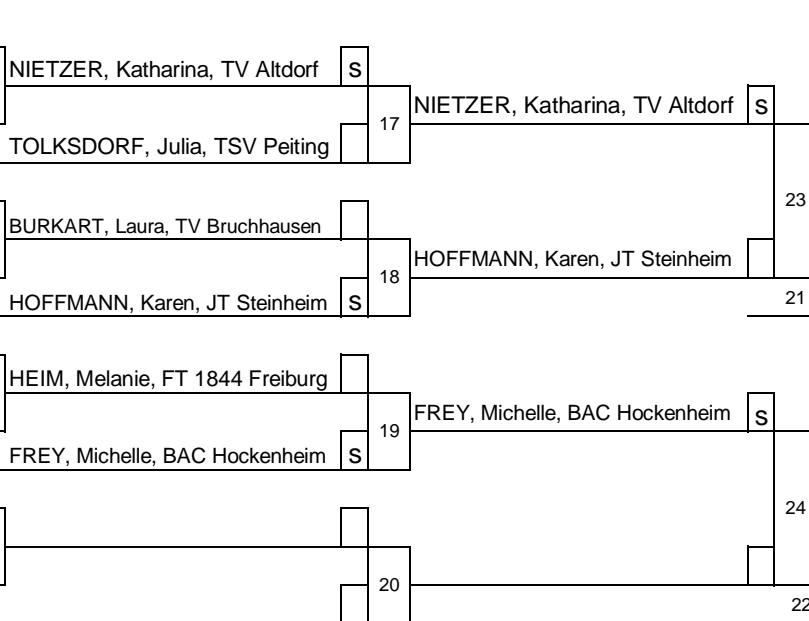 NIETZER, Katharina, TV Altdorf S
NIETZER, Katharina, TV Altdorf S
17
TOLKSDORF, Julia, TSV Peiting
23
BURKART, Laura, TV Bruchhausen
HOFFMANN, Karen, JT Steinheim
18
HOFFMANN, Karen, JT Steinheim S
21
HEIM, Melanie, FT 1844 Freiburg
FREY, Michelle, BAC Hockenheim S
19
FREY, Michelle, BAC Hockenheim S
24
20
22